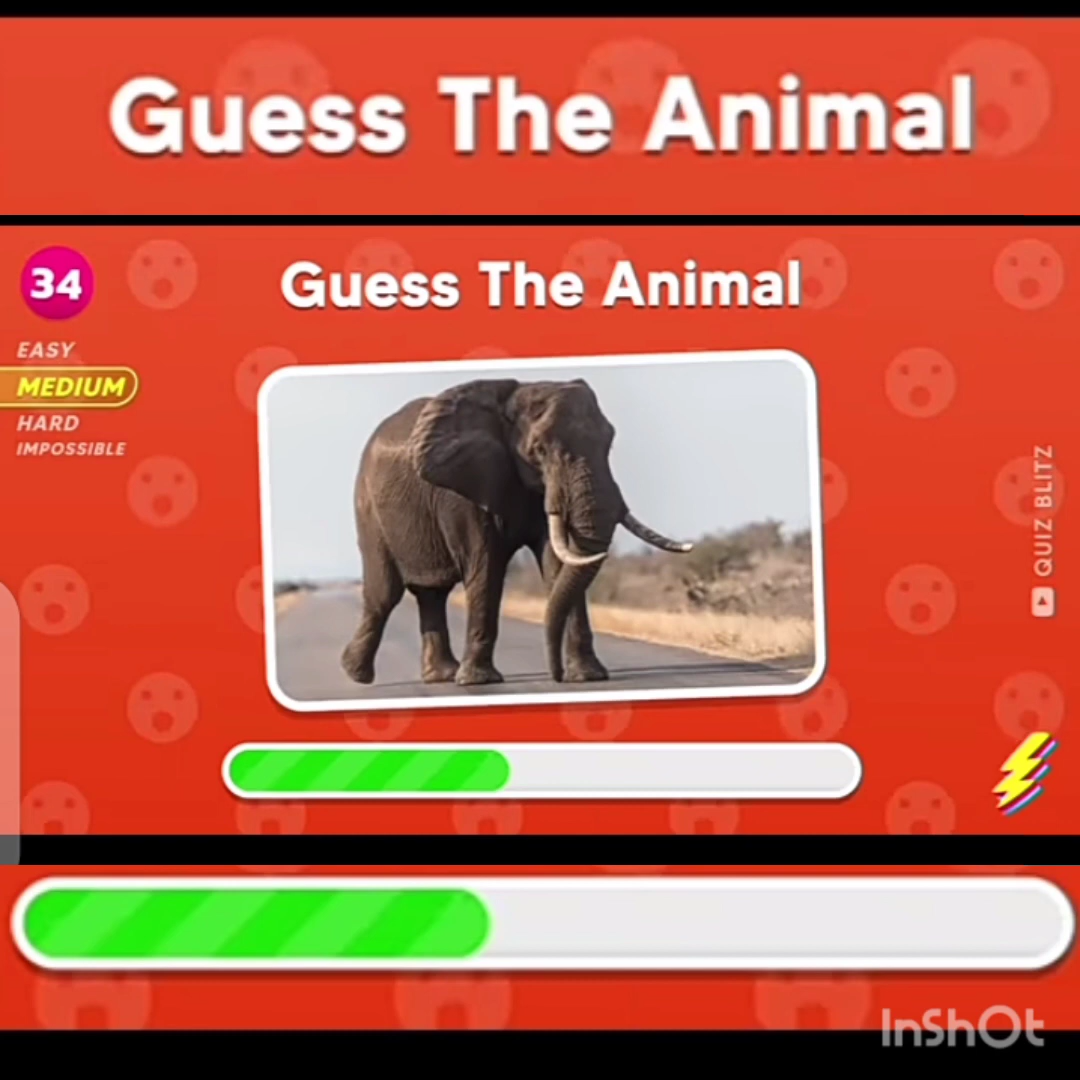 Guess The Animal
34
Guess The Animal
EASY
MEDIUM
HARD
IMPOSSIBLE
QUIZ BLITZ
InShOt